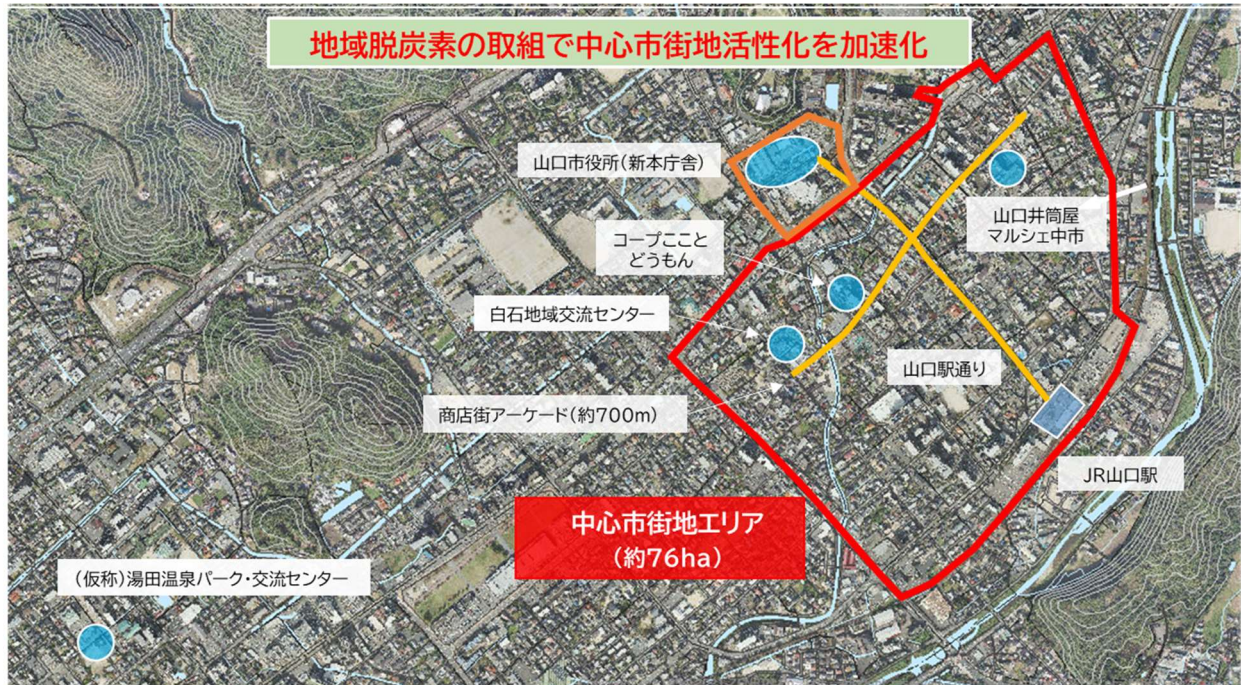 地域脱炭素の取組で中心市街地活性化を加速化
山口市役所(新本庁舎)
山口井筒屋
マルシェ中市
コープここと
どうもん
白石地域交流センター
山口駅通り
商店街アーケード(約700m)
JR山口駅
中心市街地エリア
(約76ha)
(仮称)湯田温泉パーク・交流センター